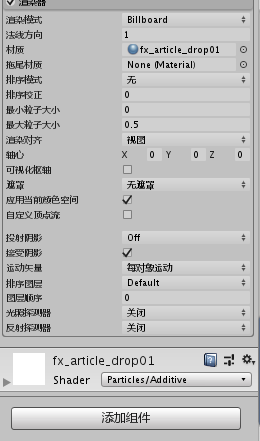 渲染器
渲染模式 Billboard
法线方向 1
材质 fx_article_drop01
拖尾材质 None (Material)
排序模式 无
排序校正 0
最小粒子大小 0
最大粒子大小 0.5
渲染对齐 视图
轴心 X 0 Y 0 Z 0
可视化枢轴
遮罩 无遮罩
应用当前颜色空间
自定义顶点流
投射阴影 Off
接受阴影
运动矢量 每对象运动
排序图层 Default
图层顺序 0
光照探测器 关闭
反射探测器 关闭
fx_article_drop01
Shader Particles/Additive
添加组件